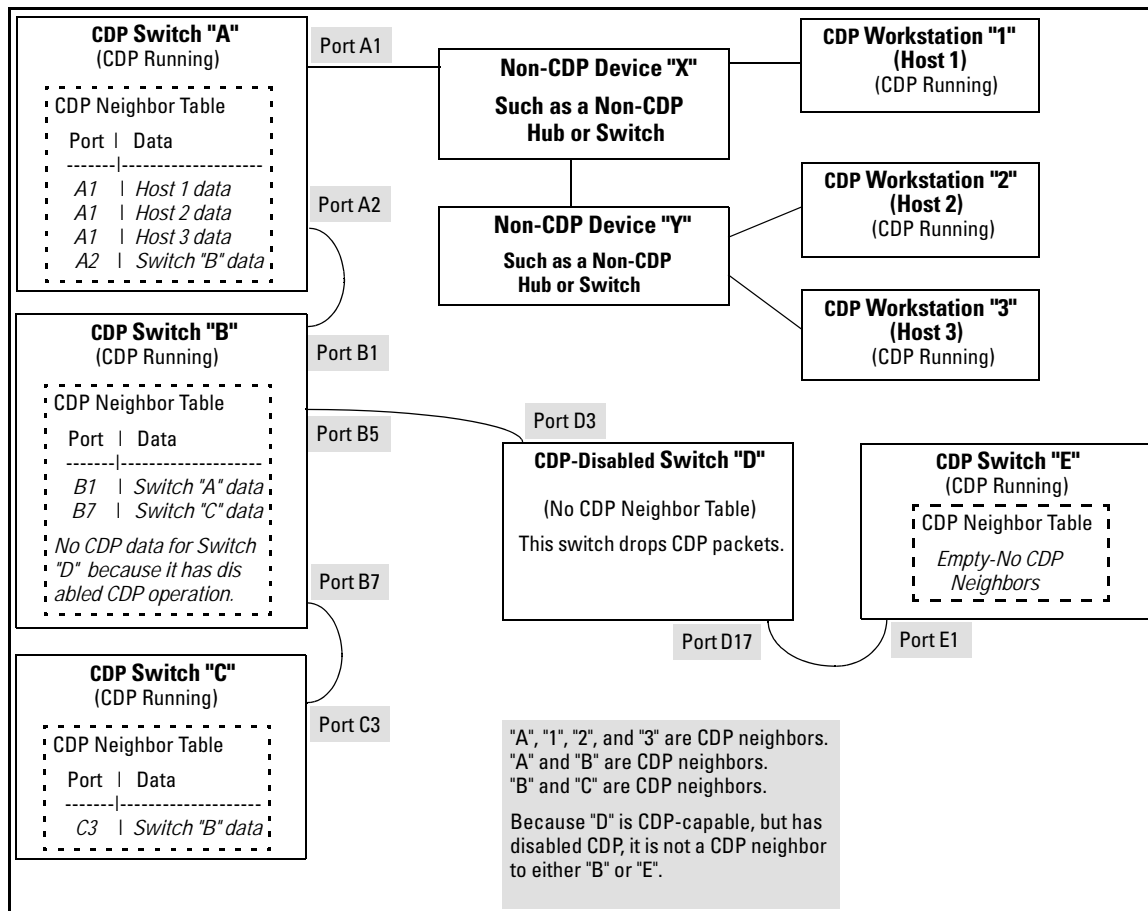 CDP Switch "A"
(CDP Running)
CDP Neighbor Table
Port | Data
-------|---------------------
A1 | Host 1 data
A1 | Host 2 data
A1 | Host 3 data
A2 | Switch "B" data
Port A1
Port A2
Non-CDP Device "X"
Such as a Non-CDP
Hub or Switch
Non-CDP Device "Y"
Such as a Non-CDP
Hub or Switch
CDP Workstation "1"
(Host 1)
(CDP Running)
CDP Workstation "2"
(Host 2)
(CDP Running)
CDP Workstation "3"
(Host 3)
(CDP Running)
CDP Switch "B"
(CDP Running)
CDP Neighbor Table
Port | Data
-------|---------------------
B1 | Switch "A" data
B7 | Switch "C" data
No CDP data for Switch
"D" because it has dis
abled CDP operation.
Port B1
Port B5
Port B7
Port D3
CDP-Disabled Switch "D"
(No CDP Neighbor Table)
This switch drops CDP packets.
Port D17
CDP Switch "E"
(CDP Running)
CDP Neighbor Table
Empty-No CDP
Neighbors
Port E1
CDP Switch "C"
(CDP Running)
CDP Neighbor Table
Port | Data
-------|---------------------
C3 | Switch "B" data
Port C3
"A", "1", "2", and "3" are CDP neighbors.
"A" and "B" are CDP neighbors.
"B" and "C" are CDP neighbors.
Because "D" is CDP-capable, but has
disabled CDP, it is not a CDP neighbor
to either "B" or "E".